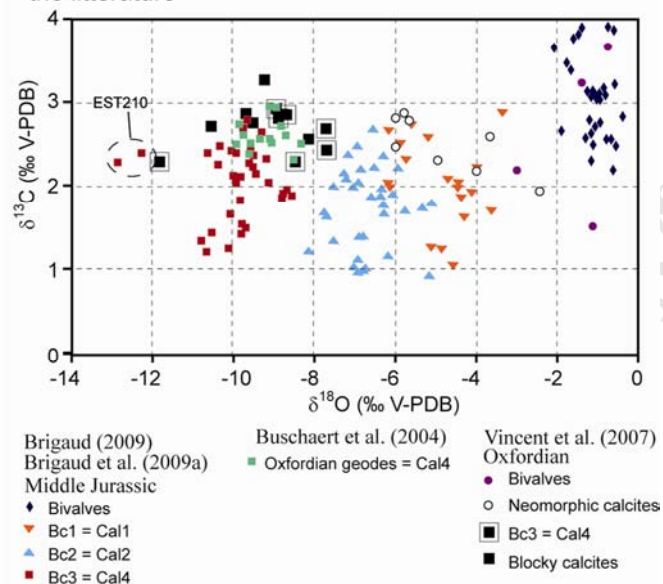 4
3
2
1
0
EST210
δ13C (‰ V-PDB)
-14 -12 -10 -8 -6 -4 -2 0
δ18O (‰ V-PDB)
Brigaud (2009)
Brigaud et al. (2009a)
Middle Jurassic
Bivalves
Bc1 = Cal1
Bc2 = Cal2
Bc3 = Cal4
Buschaert et al. (2004)
Oxfordian geodes = Cal4
Vincent et al. (2007)
Oxfordian
Bivalves
Neomorphic calcites
Bc3 = Cal4
Blocky calcites